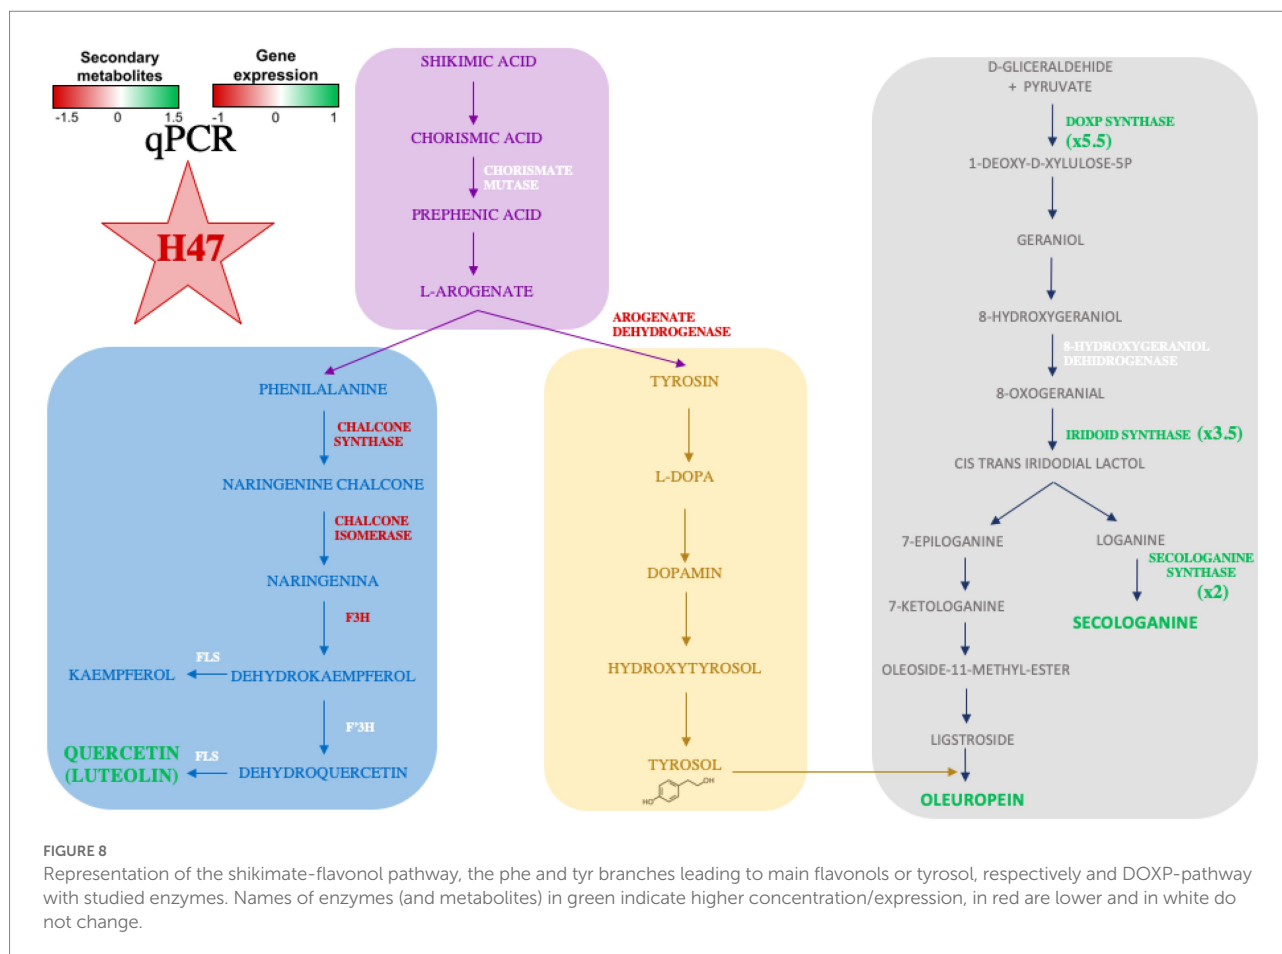 Secondary
metabolites
-1.5 0 1.5
Gene
expression
-1 0 1
qPCR
H47
SHIKIMIC ACID
CHORISMIC ACID
CHORISMATE
MUTASE
PREPHENIC ACID
L-AROGENATE
AROGENATE
DEHYDROGENASE
PHENILALANINE
CHALCONE
SYNTHASE
NARINGENINE CHALCONE
CHALCONE
ISOMERASE
NARINGENINA
F3H
KAEMPFEROL
FLS
DEHYDROKAEMPFEROL
F'3H
QUERCETIN
(LUTEOLIN)
FLS
DEHYDROQUERCETIN
TYROSIN
L-DOPA
DOPAMIN
HYDROXYTYROSOL
TYROSOL
HO
OH
D-GLICERALDEHIDE
+ PYRUVATE
DOXP SYNTHASE
(x5.5)
1-DEOXY-D-XYLULOSE-5P
GERANIOL
8-HYDROXYGERANIOL
8-HYDROXYGERANIOL
DEHIDROGENASE
8-OXOGERANIAL
IRIDOID SYNTHASE (x3.5)
CIS TRANS IRIDODIAL LACTOL
7-EPILOGANINE
LOGANINE
SECOLOGANINE
SYNTHASE
(x2)
7-KETOLOGANINE
SECOLOGANINE
OLEOSIDE-11-METHYL-ESTER
LIGSTROSIDE
OLEUROPEIN
FIGURE 8
Representation of the shikimate-flavonol pathway, the phe and tyr branches leading to main flavonols or tyrosol, respectively and DOXP-pathway
with studied enzymes. Names of enzymes (and metabolites) in green indicate higher concentration/expression, in red are lower and in white do
not change.